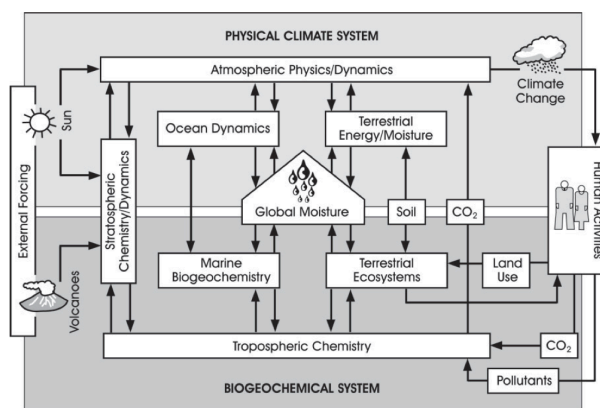 PHYSICAL CLIMATE SYSTEM
Atmospheric Physics/Dynamics
Climate
Change
External Forcing
Sun
Stratospheric
Chemistry/Dynamics
Ocean Dynamics
Terrestrial
Energy/Moisture
Global Moisture
Soil
CO₂
Human
Activities
Volcanoes
Marine
Biogeochemistry
Terrestrial
Ecosystems
Land
Use
Tropospheric Chemistry
CO₂
Pollutants
BIOGEOCHEMICAL SYSTEM